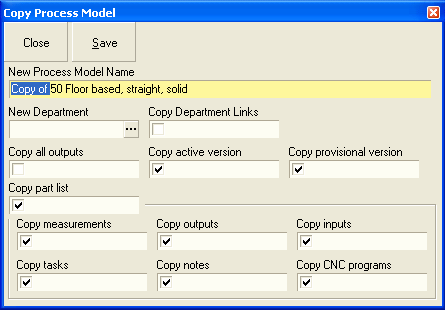 Copy Process Model
Close Save
New Process Model Name
Copy of 50 Floor based, straight, solid
New Department Copy Department Links
...
Copy all outputs Copy active version Copy provisional version
Copy part list
Copy measurements Copy outputs Copy inputs
Copy tasks Copy notes Copy CNC programs